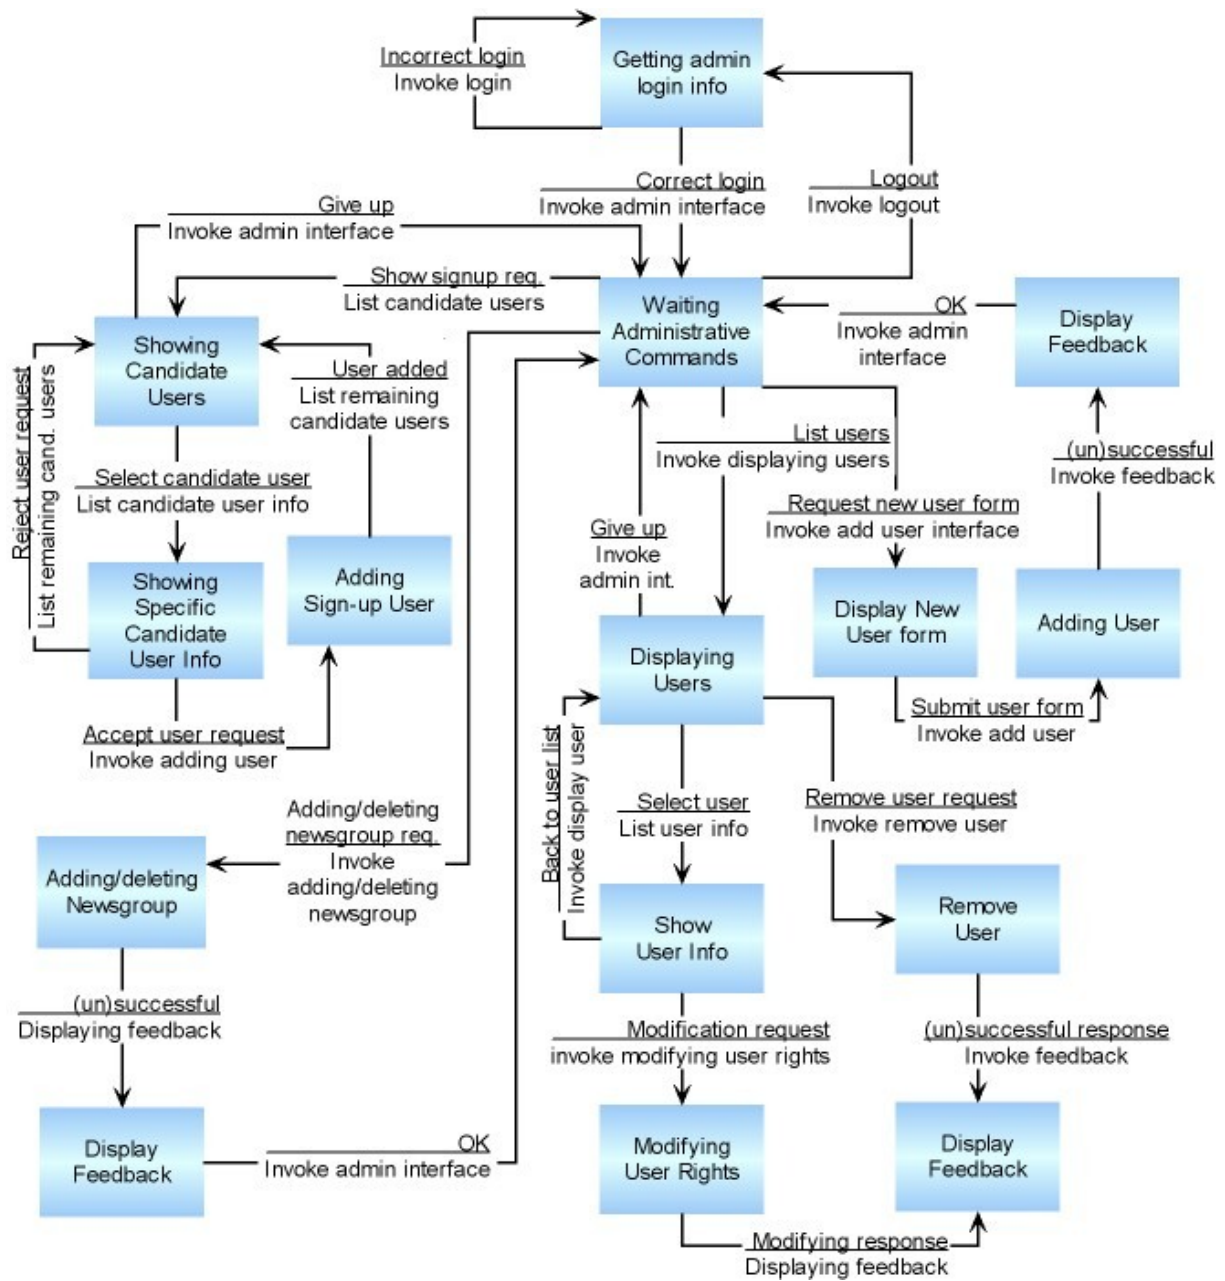 Incorrect login
Invoke login
Getting admin
login info
Correct login
Invoke admin interface
Logout
Invoke logout
Give up
Invoke admin interface
Show signup req.
List candidate users
Waiting
Administrative
Commands
OK
Invoke admin
interface
Display
Feedback
Showing
Candidate
Users
User added
List remaining
candidate users
Reject user request
List remaining cand. users
List users
Invoke displaying users
(un)successful
Invoke feedback
Select candidate user
List candidate user info
Request new user form
Invoke add user interface
Give up
Invoke
admin int.
Showing
Specific
Candidate
User Info
Adding
Sign-up User
Display New
User form
Adding User
Displaying
Users
Submit user form
Invoke add user
Accept user request
Invoke adding user
Back to user list
Invoke display user
Select user
List user info
Remove user request
Invoke remove user
Adding/deleting
newsgroup req.
Invoke
adding/deleting
newsgroup
Adding/deleting
Newsgroup
Show
User Info
Remove
User
(un)successful
Displaying feedback
Modification request
invoke modifying user rights
(un)successful response
Invoke feedback
Display
Feedback
OK
Invoke admin interface
Modifying
User Rights
Display
Feedback
Modifying response
Displaying feedback